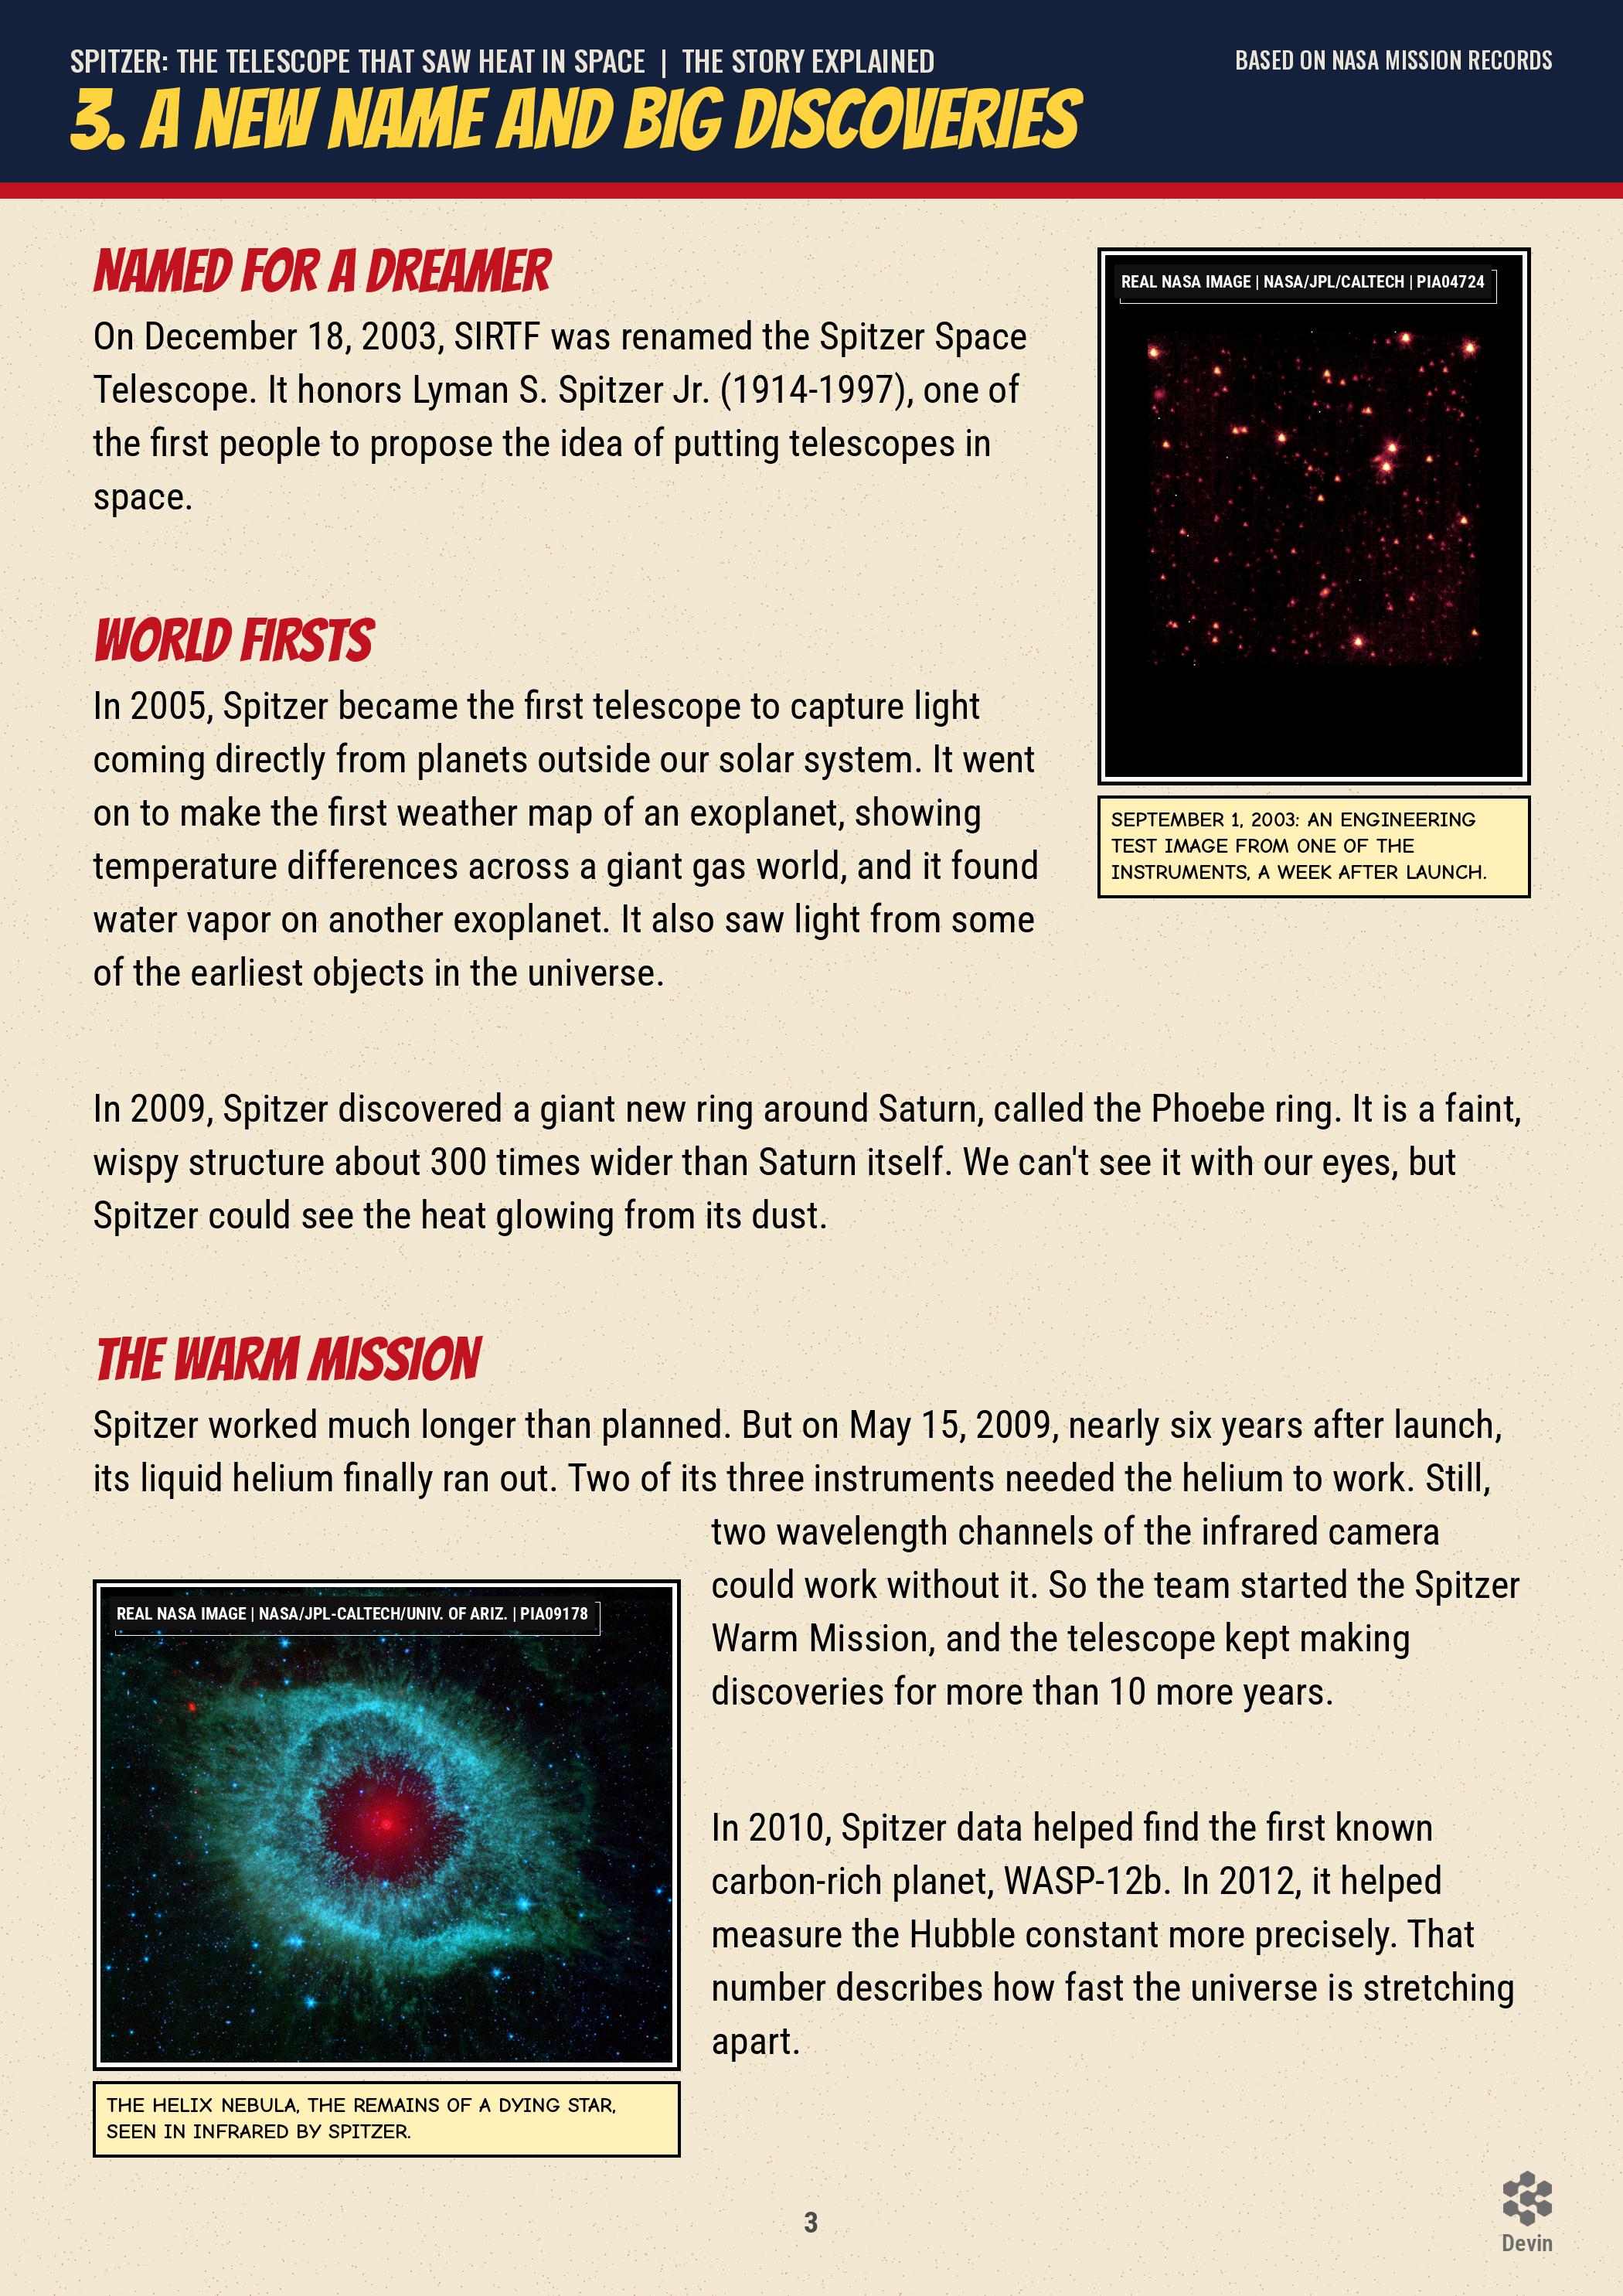 SPITZER: THE TELESCOPE THAT SAW HEAT IN SPACE | THE STORY EXPLAINED
BASED ON NASA MISSION RECORDS
3. A NEW NAME AND BIG DISCOVERIES
NAMED FOR A DREAMER
On December 18, 2003, SIRTF was renamed the Spitzer Space
Telescope. It honors Lyman S. Spitzer Jr. (1914-1997), one of
the first people to propose the idea of putting telescopes in
space.
REAL NASA IMAGE | NASA/JPL/CALTECH | PIA04724
SEPTEMBER 1, 2003: AN ENGINEERING
TEST IMAGE FROM ONE OF THE
INSTRUMENTS, A WEEK AFTER LAUNCH.
WORLD FIRSTS
In 2005, Spitzer became the first telescope to capture light
coming directly from planets outside our solar system. It went
on to make the first weather map of an exoplanet, showing
temperature differences across a giant gas world, and it found
water vapor on another exoplanet. It also saw light from some
of the earliest objects in the universe.
In 2009, Spitzer discovered a giant new ring around Saturn, called the Phoebe ring. It is a faint,
wispy structure about 300 times wider than Saturn itself. We can't see it with our eyes, but
Spitzer could see the heat glowing from its dust.
THE WARM MISSION
Spitzer worked much longer than planned. But on May 15, 2009, nearly six years after launch,
its liquid helium finally ran out. Two of its three instruments needed the helium to work. Still,
two wavelength channels of the infrared camera
could work without it. So the team started the Spitzer
Warm Mission, and the telescope kept making
discoveries for more than 10 more years.
In 2010, Spitzer data helped find the first known
carbon-rich planet, WASP-12b. In 2012, it helped
measure the Hubble constant more precisely. That
number describes how fast the universe is stretching
apart.
REAL NASA IMAGE | NASA/JPL-CALTECH/UNIV. OF ARIZ. | PIA09178
THE HELIX NEBULA, THE REMAINS OF A DYING STAR,
SEEN IN INFRARED BY SPITZER.
3
Devin